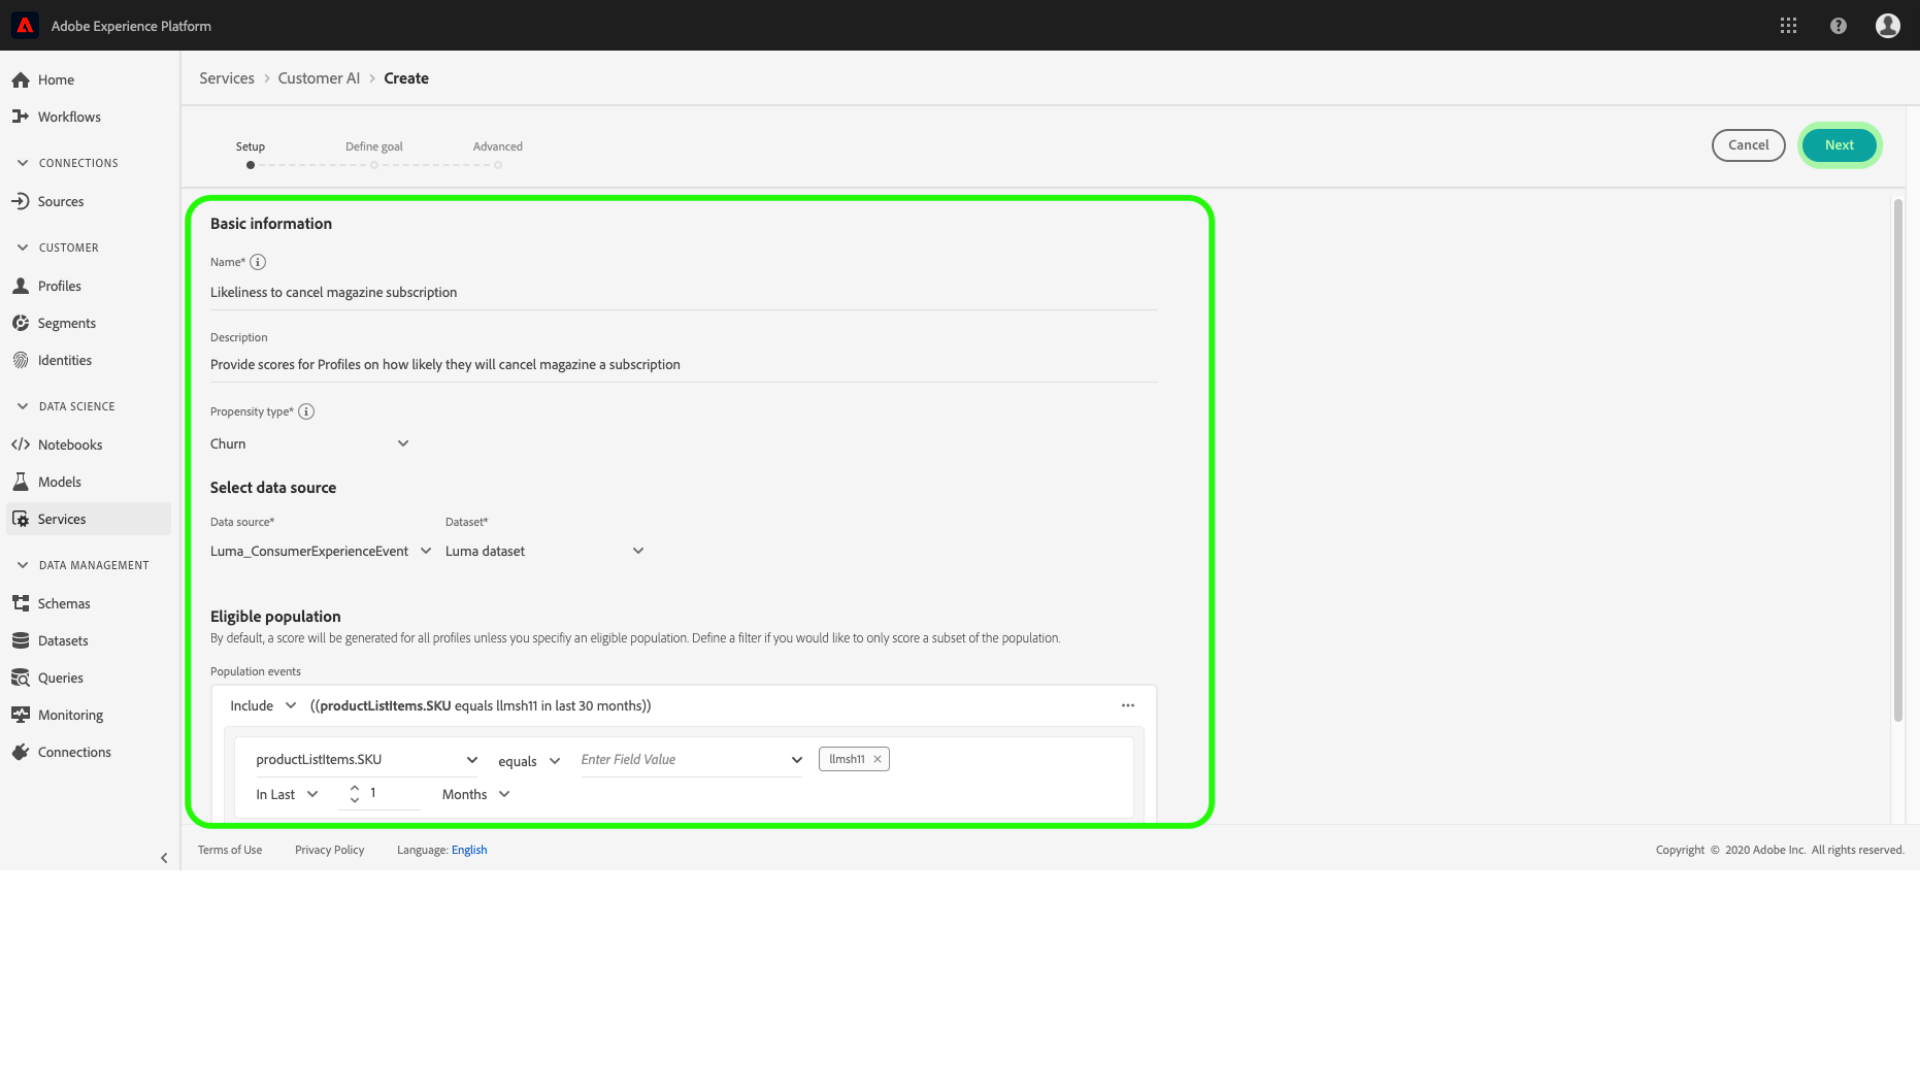 Adobe Experience Platform
Home
Workflows
CONNECTIONS
Sources
CUSTOMER
Profiles
Segments
Identities
DATA SCIENCE
Notebooks
Models
Services
DATA MANAGEMENT
Schemas
Datasets
Queries
Monitoring
Connections
Services > Customer AI > Create
Setup Define goal Advanced
Cancel Next
Basic information
Name*
Likeliness to cancel magazine subscription
Description
Provide scores for Profiles on how likely they will cancel magazine a subscription
Propensity type*
Churn
Select data source
Data source* Dataset*
Luma_ConsumerExperienceEvent Luma dataset
Eligible population
By default, a score will be generated for all profiles unless you specifiy an eligible population. Define a filter if you would like to only score a subset of the population.
Population events
Include ((productListItems.SKU equals llmsh11 in last 30 months)) ...
productListItems.SKU equals Enter Field Value llmsh11 ×
In Last 1 Months
Terms of Use Privacy Policy Language: English Copyright © 2020 Adobe Inc. All rights reserved.